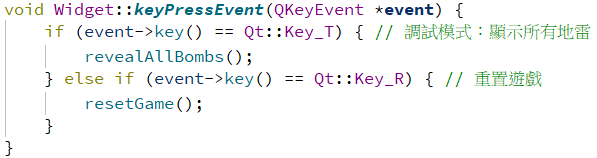 void Widget::keyPressEvent(QKeyEvent *event) {
    if (event->key() == Qt::Key_T) { // 調試模式：顯示所有地雷
        revealAllBombs();
    } else if (event->key() == Qt::Key_R) { // 重置遊戲
        resetGame();
    }
}